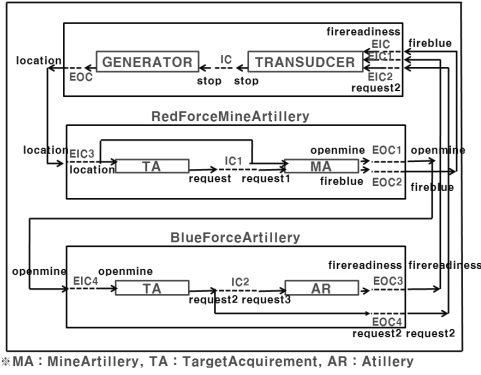 firereadiness
EIC fireblue
location GENERATOR IC TRANSUDCER EIC1
EOC stop stop EIC2
request2
RedForceMineArtillery
location EIC3 openmine EOC1 openmine
location TA IC1 MA
request request1 fireblue EOC2 fireblue
BlueForceArtillery
openmine EIC4 openmine firereadiness firereadiness
TA IC2 AR EOC3
request2 request3
EOC4
request2 request2
※MA : MineArtillery, TA : TargetAcquirement, AR : Atillery